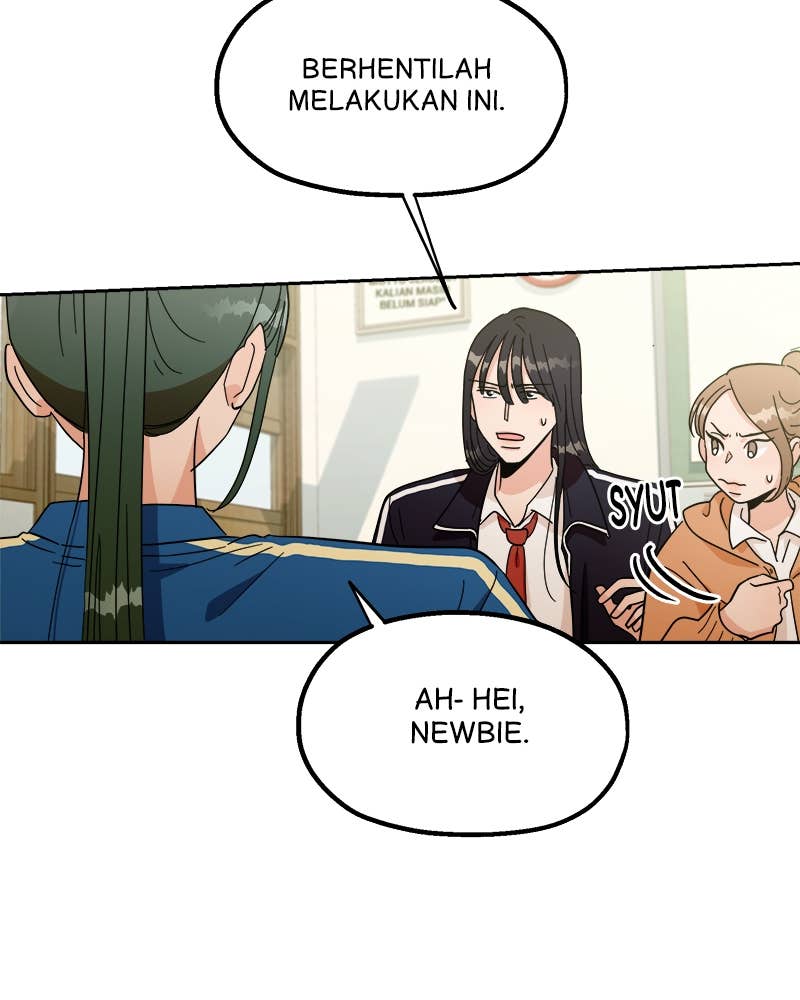 BERHENTILAH
MELAKUKAN INI.
KALIAN MASIH
BELUM SIAP"
SYUT
AH- HEI,
NEWBIE.